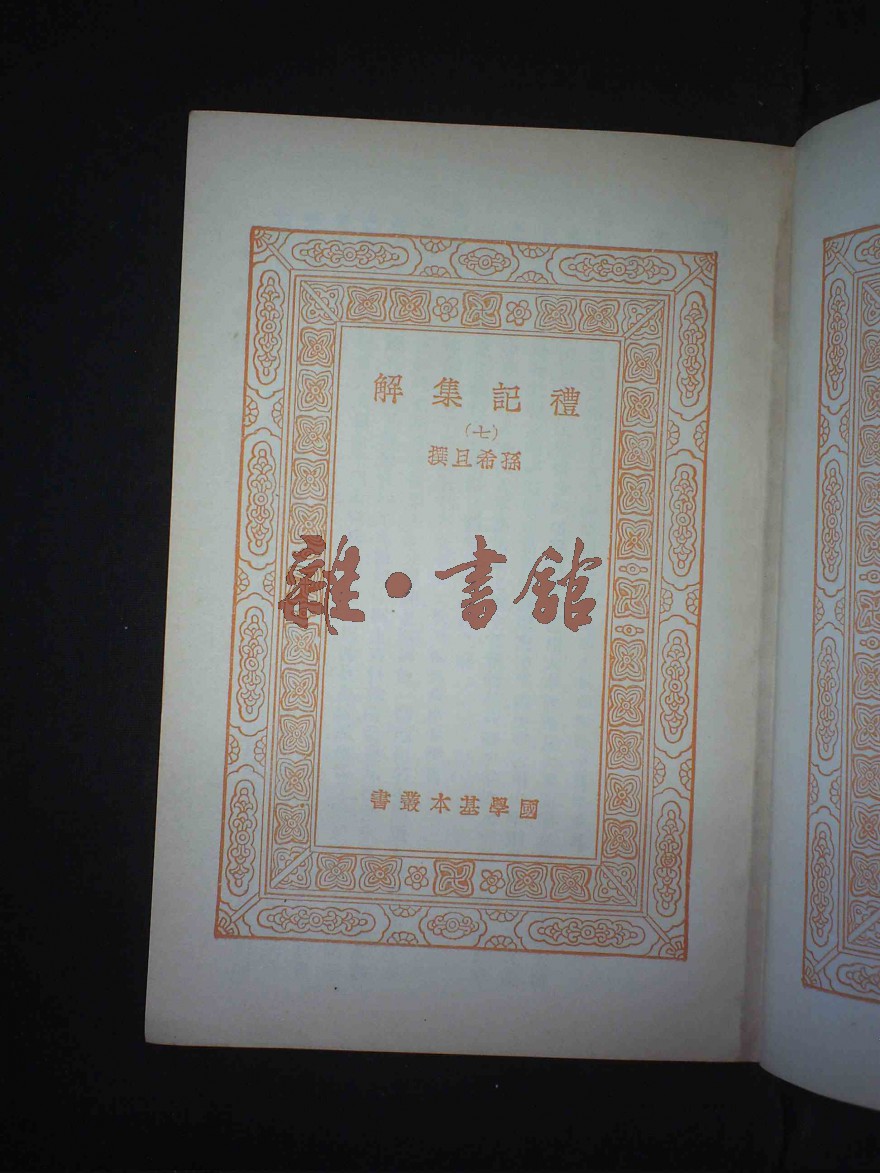 禮記集解
(七)
孫希旦撰
雜·書館
國學基本叢書